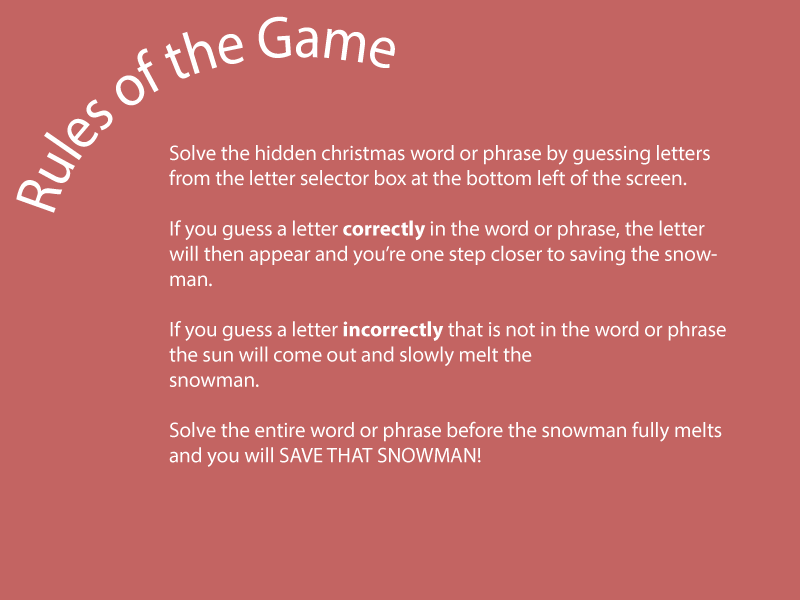 Rules of the Game
Solve the hidden christmas word or phrase by guessing letters
from the letter selector box at the bottom left of the screen.
If you guess a letter correctly in the word or phrase, the letter
will then appear and you’re one step closer to saving the snow-
man.
If you guess a letter incorrectly that is not in the word or phrase
the sun will come out and slowly melt the
snowman.
Solve the entire word or phrase before the snowman fully melts
and you will SAVE THAT SNOWMAN!